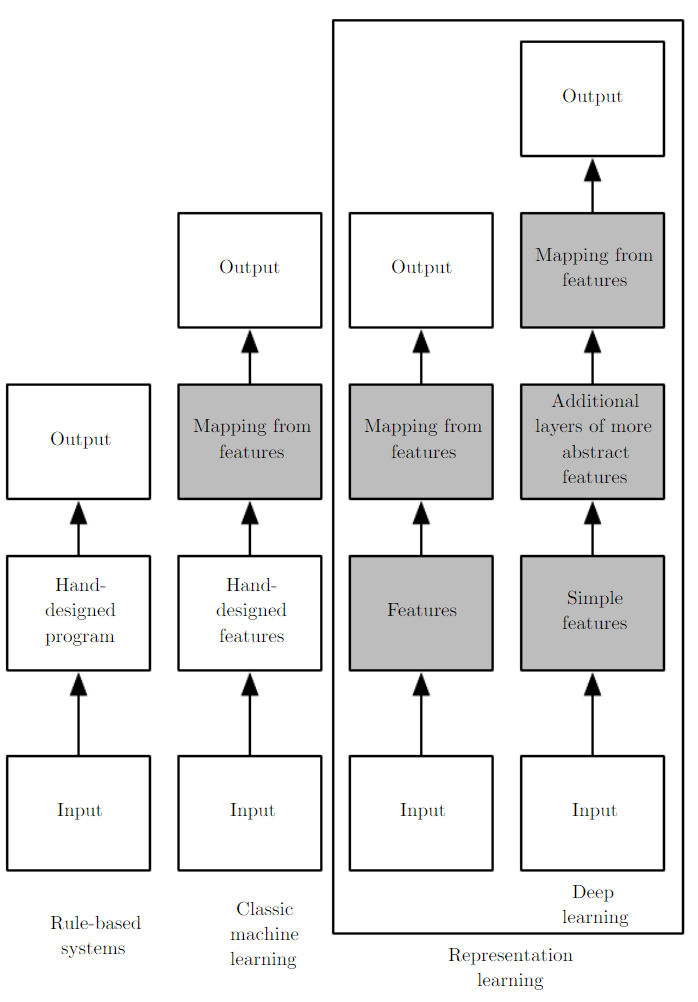 Output
Output
Mapping from
features
Output
Output
Mapping from
features
Mapping from
features
Additional
layers of more
abstract
features
Hand-
designed
program
Hand-
designed
features
Features
Simple
features
Input
Input
Input
Input
Rule-based
systems
Classic
machine
learning
Deep
learning
Representation
learning